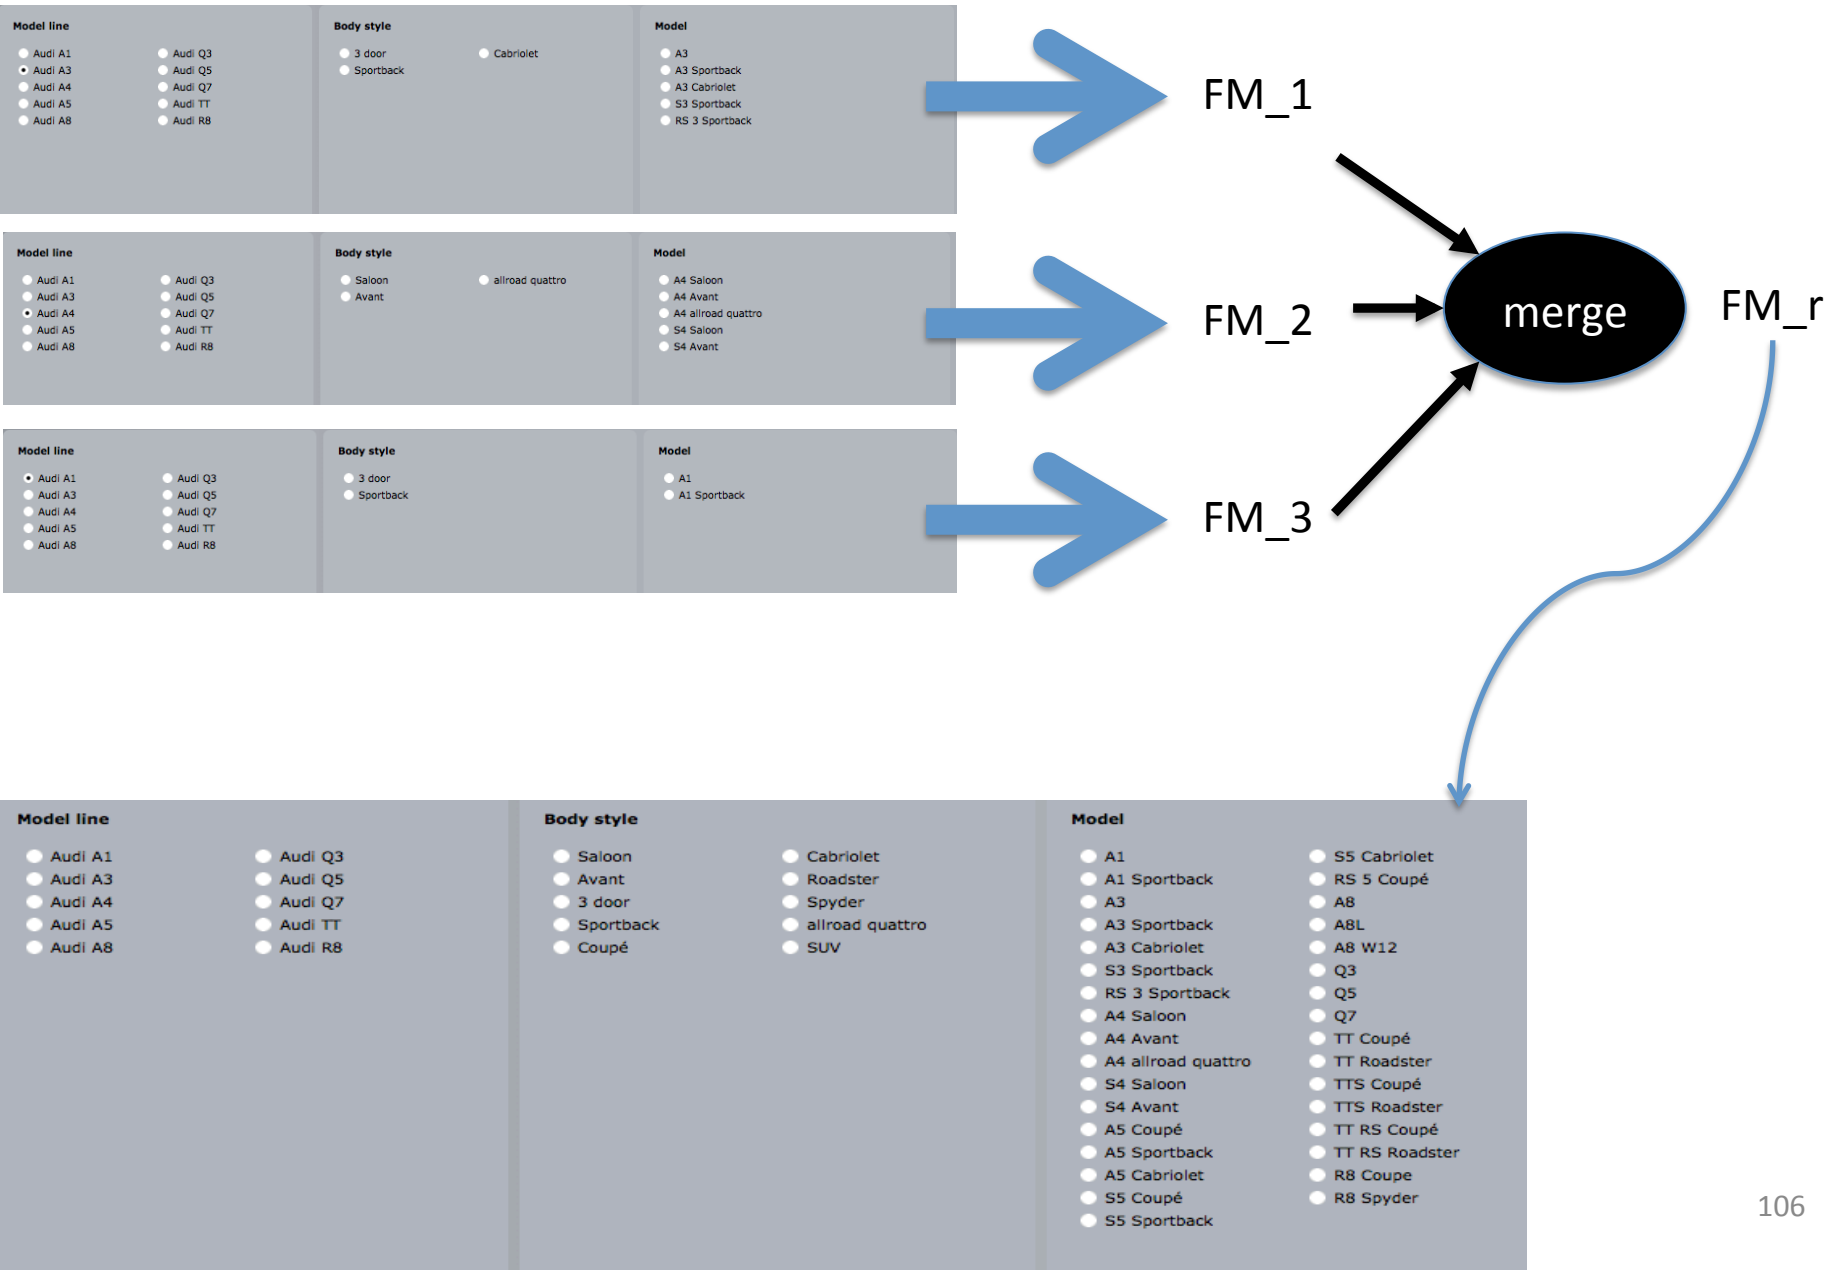 Model line
Audi A1
Audi A3
Audi A4
Audi A5
Audi A8
Audi Q3
Audi Q5
Audi Q7
Audi TT
Audi R8
Body style
3 door
Sportback
Cabriolet
Model
A3
A3 Sportback
A3 Cabriolet
S3 Sportback
RS 3 Sportback
FM_1
Model line
Audi A1
Audi A3
Audi A4
Audi A5
Audi A8
Audi Q3
Audi Q5
Audi Q7
Audi TT
Audi R8
Body style
Saloon
Avant
allroad quattro
Model
A4 Saloon
A4 Avant
A4 allroad quattro
S4 Saloon
S4 Avant
FM_2
merge
FM_r
Model line
Audi A1
Audi A3
Audi A4
Audi A5
Audi A8
Audi Q3
Audi Q5
Audi Q7
Audi TT
Audi R8
Body style
3 door
Sportback
Model
A1
A1 Sportback
FM_3
Model line
Audi A1
Audi A3
Audi A4
Audi A5
Audi A8
Audi Q3
Audi Q5
Audi Q7
Audi TT
Audi R8
Body style
Saloon
Avant
3 door
Sportback
Coupé
Cabriolet
Roadster
Spyder
allroad quattro
SUV
Model
A1
A1 Sportback
A3
A3 Sportback
A3 Cabriolet
S3 Sportback
RS 3 Sportback
A4 Saloon
A4 Avant
A4 allroad quattro
S4 Saloon
S4 Avant
A5 Coupé
A5 Sportback
A5 Cabriolet
S5 Coupé
S5 Sportback
S5 Cabriolet
RS 5 Coupé
A8
A8L
A8 W12
Q3
Q5
Q7
TT Coupé
TT Roadster
TTS Coupé
TTS Roadster
TT RS Coupé
TT RS Roadster
R8 Coupe
R8 Spyder
106